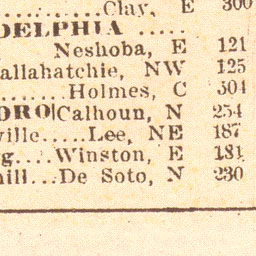 ..........Clay, E 300
DELPHIA .....
Neshoba, E 121
allahatchie, NW 125
.......Holmes, C 504
ORO|Calhoun, N 254
ville.....Lee, NE 187
g....Winston, E 181
hill...De Soto, N 230